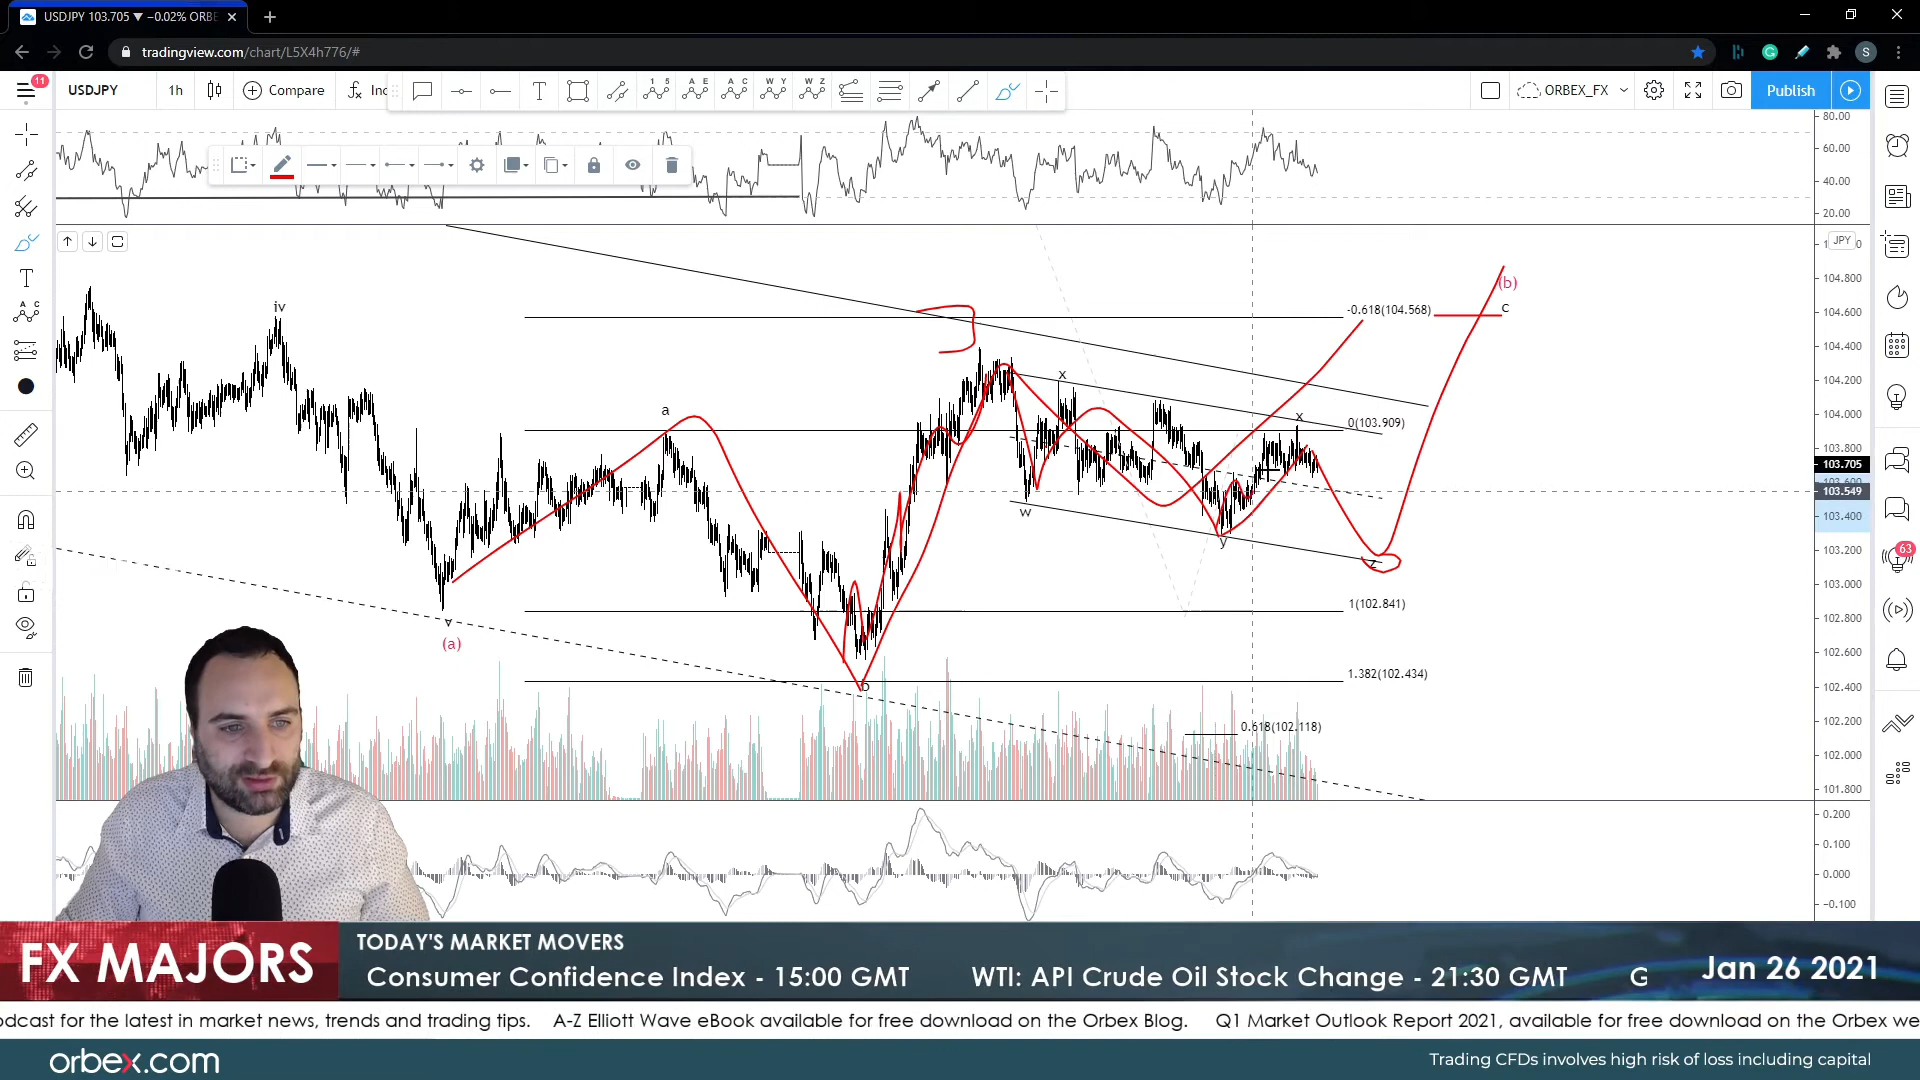 USDJPY 103.705 ▼ −0.02% ORBE
tradingview.com/chart/L5X4h776/#
S
11
USDJPY
1h
Compare
Inc
1 5
A E
A C
W Y
W Z
ORBEX_FX
Publish
80.00
60.00
40.00
20.00
JPY
104.800
104.600
104.400
104.200
104.000
103.800
103.705
103.549
103.400
103.200
103.000
102.800
102.600
102.400
102.200
102.000
101.800
0.200
0.100
0.000
−0.100
63
A C
iv
a
v
(a)
b
w
x
y
x
z
(b)
c
-0.618(104.568)
0(103.909)
1(102.841)
1.382(102.434)
0.618(102.118)
FX MAJORS
TODAY'S MARKET MOVERS
Consumer Confidence Index - 15:00 GMT WTI: API Crude Oil Stock Change - 21:30 GMT G
Jan 26 2021
odcast for the latest in market news, trends and trading tips. A-Z Elliott Wave eBook available for free download on the Orbex Blog. Q1 Market Outlook Report 2021, available for free download on the Orbex we
orbex.com
Trading CFDs involves high risk of loss including capital